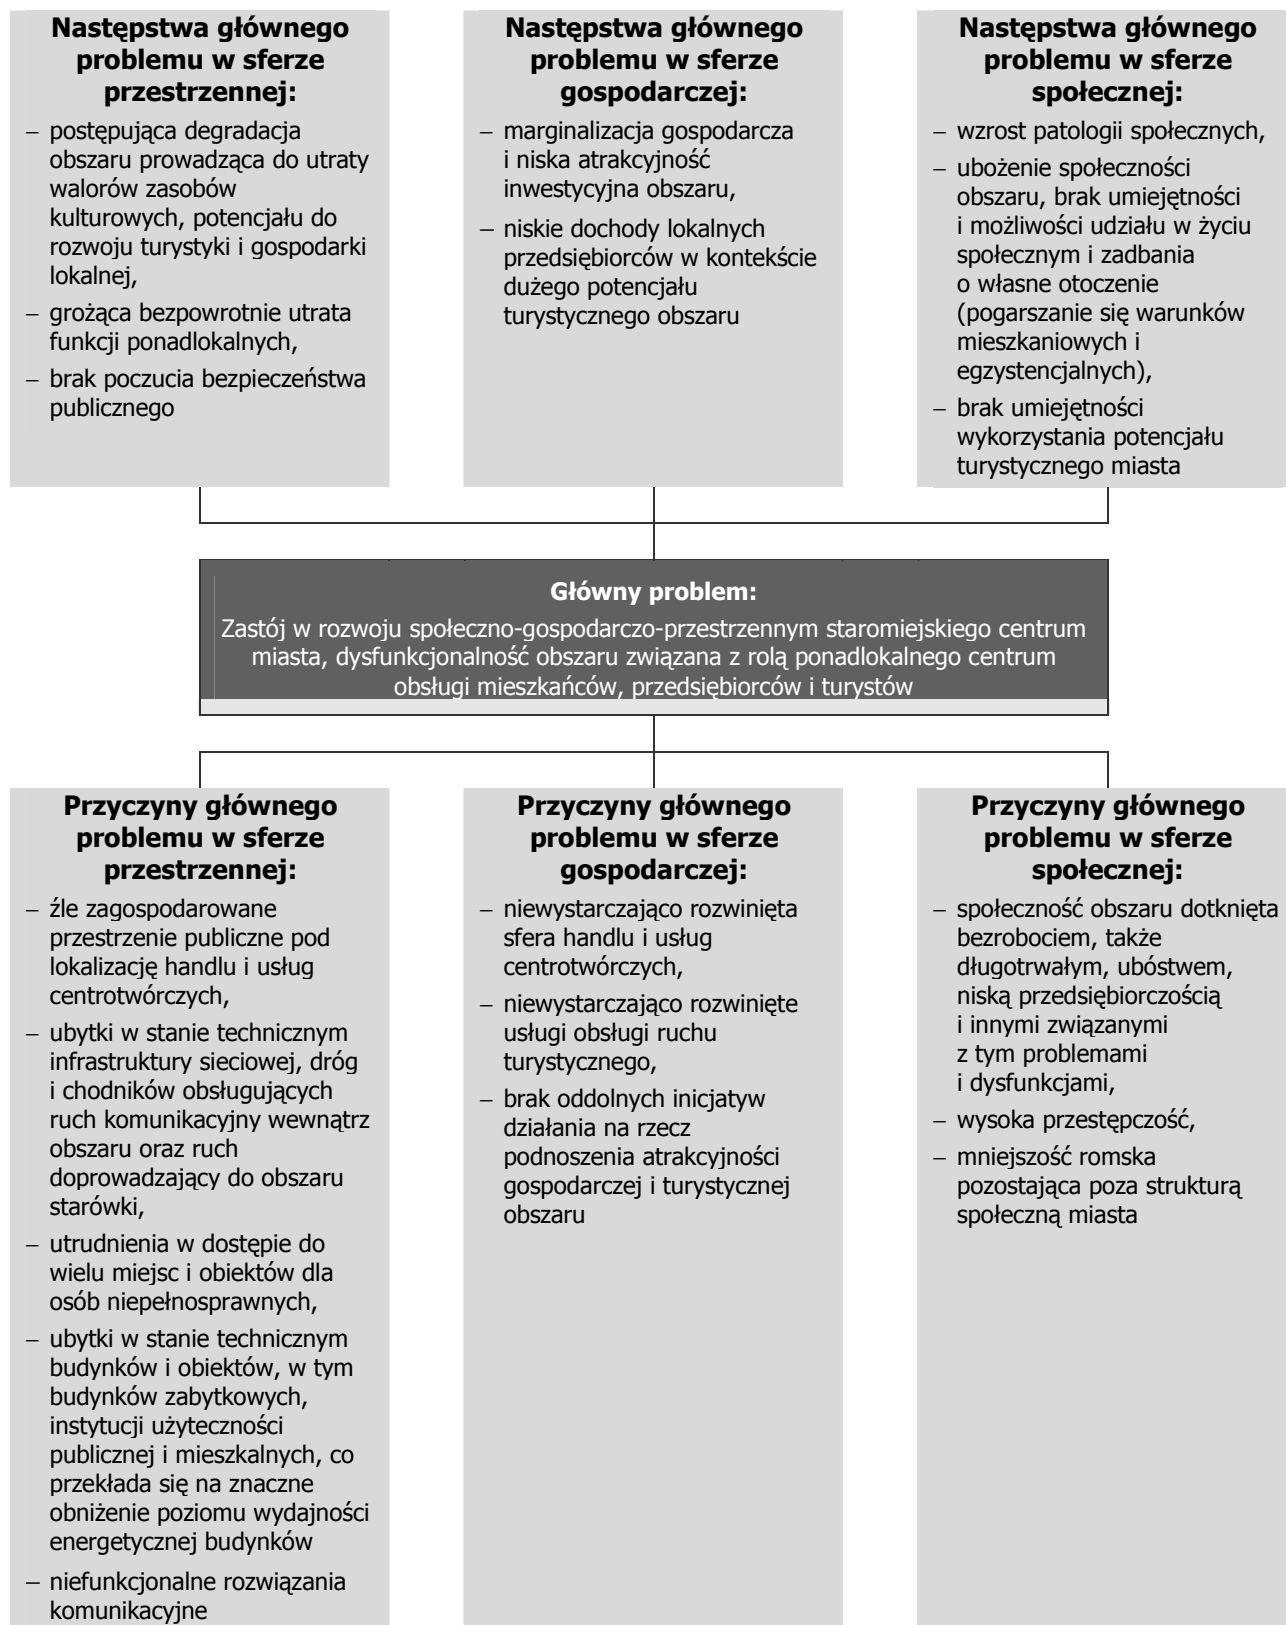 Następstwa głównego
problemu w sferze
przestrzennej:
– postępująca degradacja
obszaru prowadząca do utraty
walorów zasobów
kulturowych, potencjału do
rozwoju turystyki i gospodarki
lokalnej,
– grożąca bezpowrotnie utrata
funkcji ponadlokalnych,
– brak poczucia bezpieczeństwa
publicznego
Następstwa głównego
problemu w sferze
gospodarczej:
– marginalizacja gospodarcza
i niska atrakcyjność
inwestycyjna obszaru,
– niskie dochody lokalnych
przedsiębiorców w kontekście
dużego potencjału
turystycznego obszaru
Następstwa głównego
problemu w sferze
społecznej:
– wzrost patologii społecznych,
– ubożenie społeczności
obszaru, brak umiejętności
i możliwości udziału w życiu
społecznym i zadbania
o własne otoczenie
(pogarszanie się warunków
mieszkaniowych i
egzystencjalnych),
– brak umiejętności
wykorzystania potencjału
turystycznego miasta
Główny problem:
Zastój w rozwoju społeczno-gospodarczo-przestrzennym staromiejskiego centrum
miasta, dysfunkcjonalność obszaru związana z rolą ponadlokalnego centrum
obsługi mieszkańców, przedsiębiorców i turystów
Przyczyny głównego
problemu w sferze
przestrzennej:
– źle zagospodarowane
przestrzenie publiczne pod
lokalizację handlu i usług
centrotwórczych,
– ubytki w stanie technicznym
infrastruktury sieciowej, dróg
i chodników obsługujących
ruch komunikacyjny wewnątrz
obszaru oraz ruch
doprowadzający do obszaru
starówki,
– utrudnienia w dostępie do
wielu miejsc i obiektów dla
osób niepełnosprawnych,
– ubytki w stanie technicznym
budynków i obiektów, w tym
budynków zabytkowych,
instytucji użyteczności
publicznej i mieszkalnych, co
przekłada się na znaczne
obniżenie poziomu wydajności
energetycznej budynków
– niefunkcjonalne rozwiązania
komunikacyjne
Przyczyny głównego
problemu w sferze
gospodarczej:
– niewystarczająco rozwinięta
sfera handlu i usług
centrotwórczych,
– niewystarczająco rozwinięte
usługi obsługi ruchu
turystycznego,
– brak oddolnych inicjatyw
działania na rzecz
podnoszenia atrakcyjności
gospodarczej i turystycznej
obszaru
Przyczyny głównego
problemu w sferze
społecznej:
– społeczność obszaru dotknięta
bezrobociem, także
długotrwałym, ubóstwem,
niską przedsiębiorczością
i innymi związanymi
z tym problemami
i dysfunkcjami,
– wysoka przestępczość,
– mniejszość romska
pozostająca poza strukturą
społeczną miasta